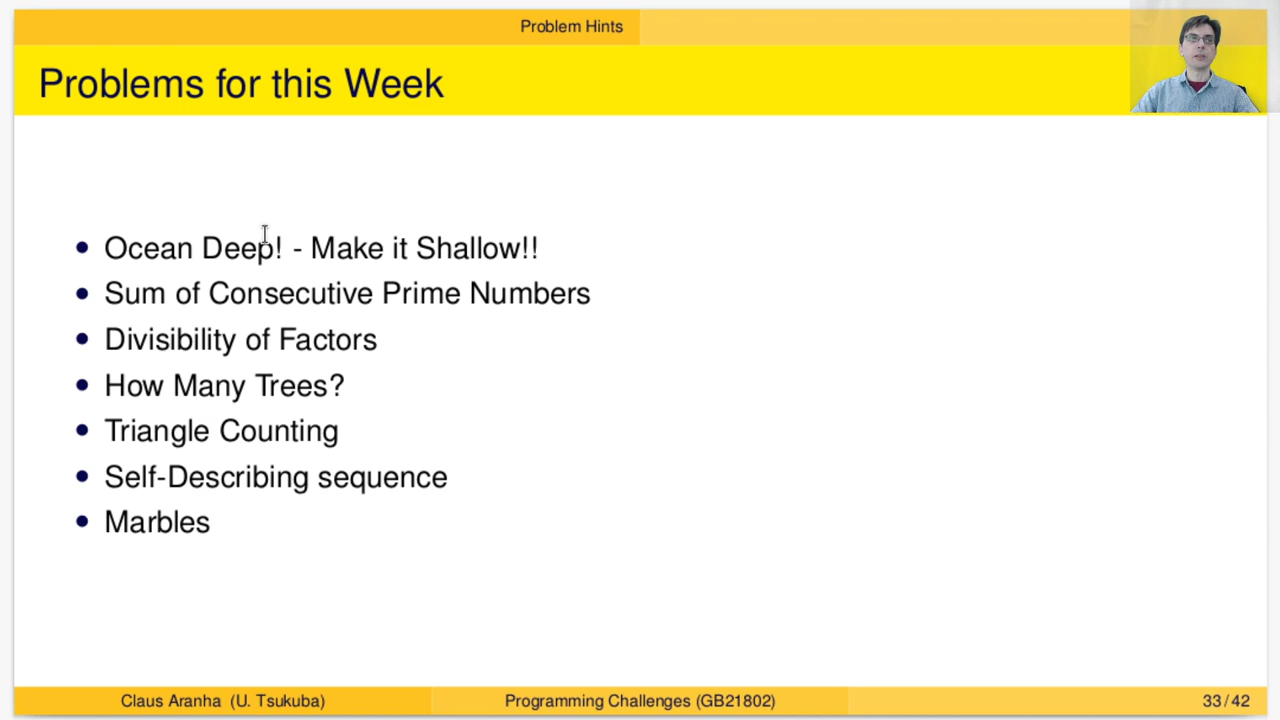 Problem Hints
Problems for this Week
Ocean Deep! - Make it Shallow!!
Sum of Consecutive Prime Numbers
Divisibility of Factors
How Many Trees?
Triangle Counting
Self-Describing sequence
Marbles
Claus Aranha (U. Tsukuba) Programming Challenges (GB21802) 33 / 42